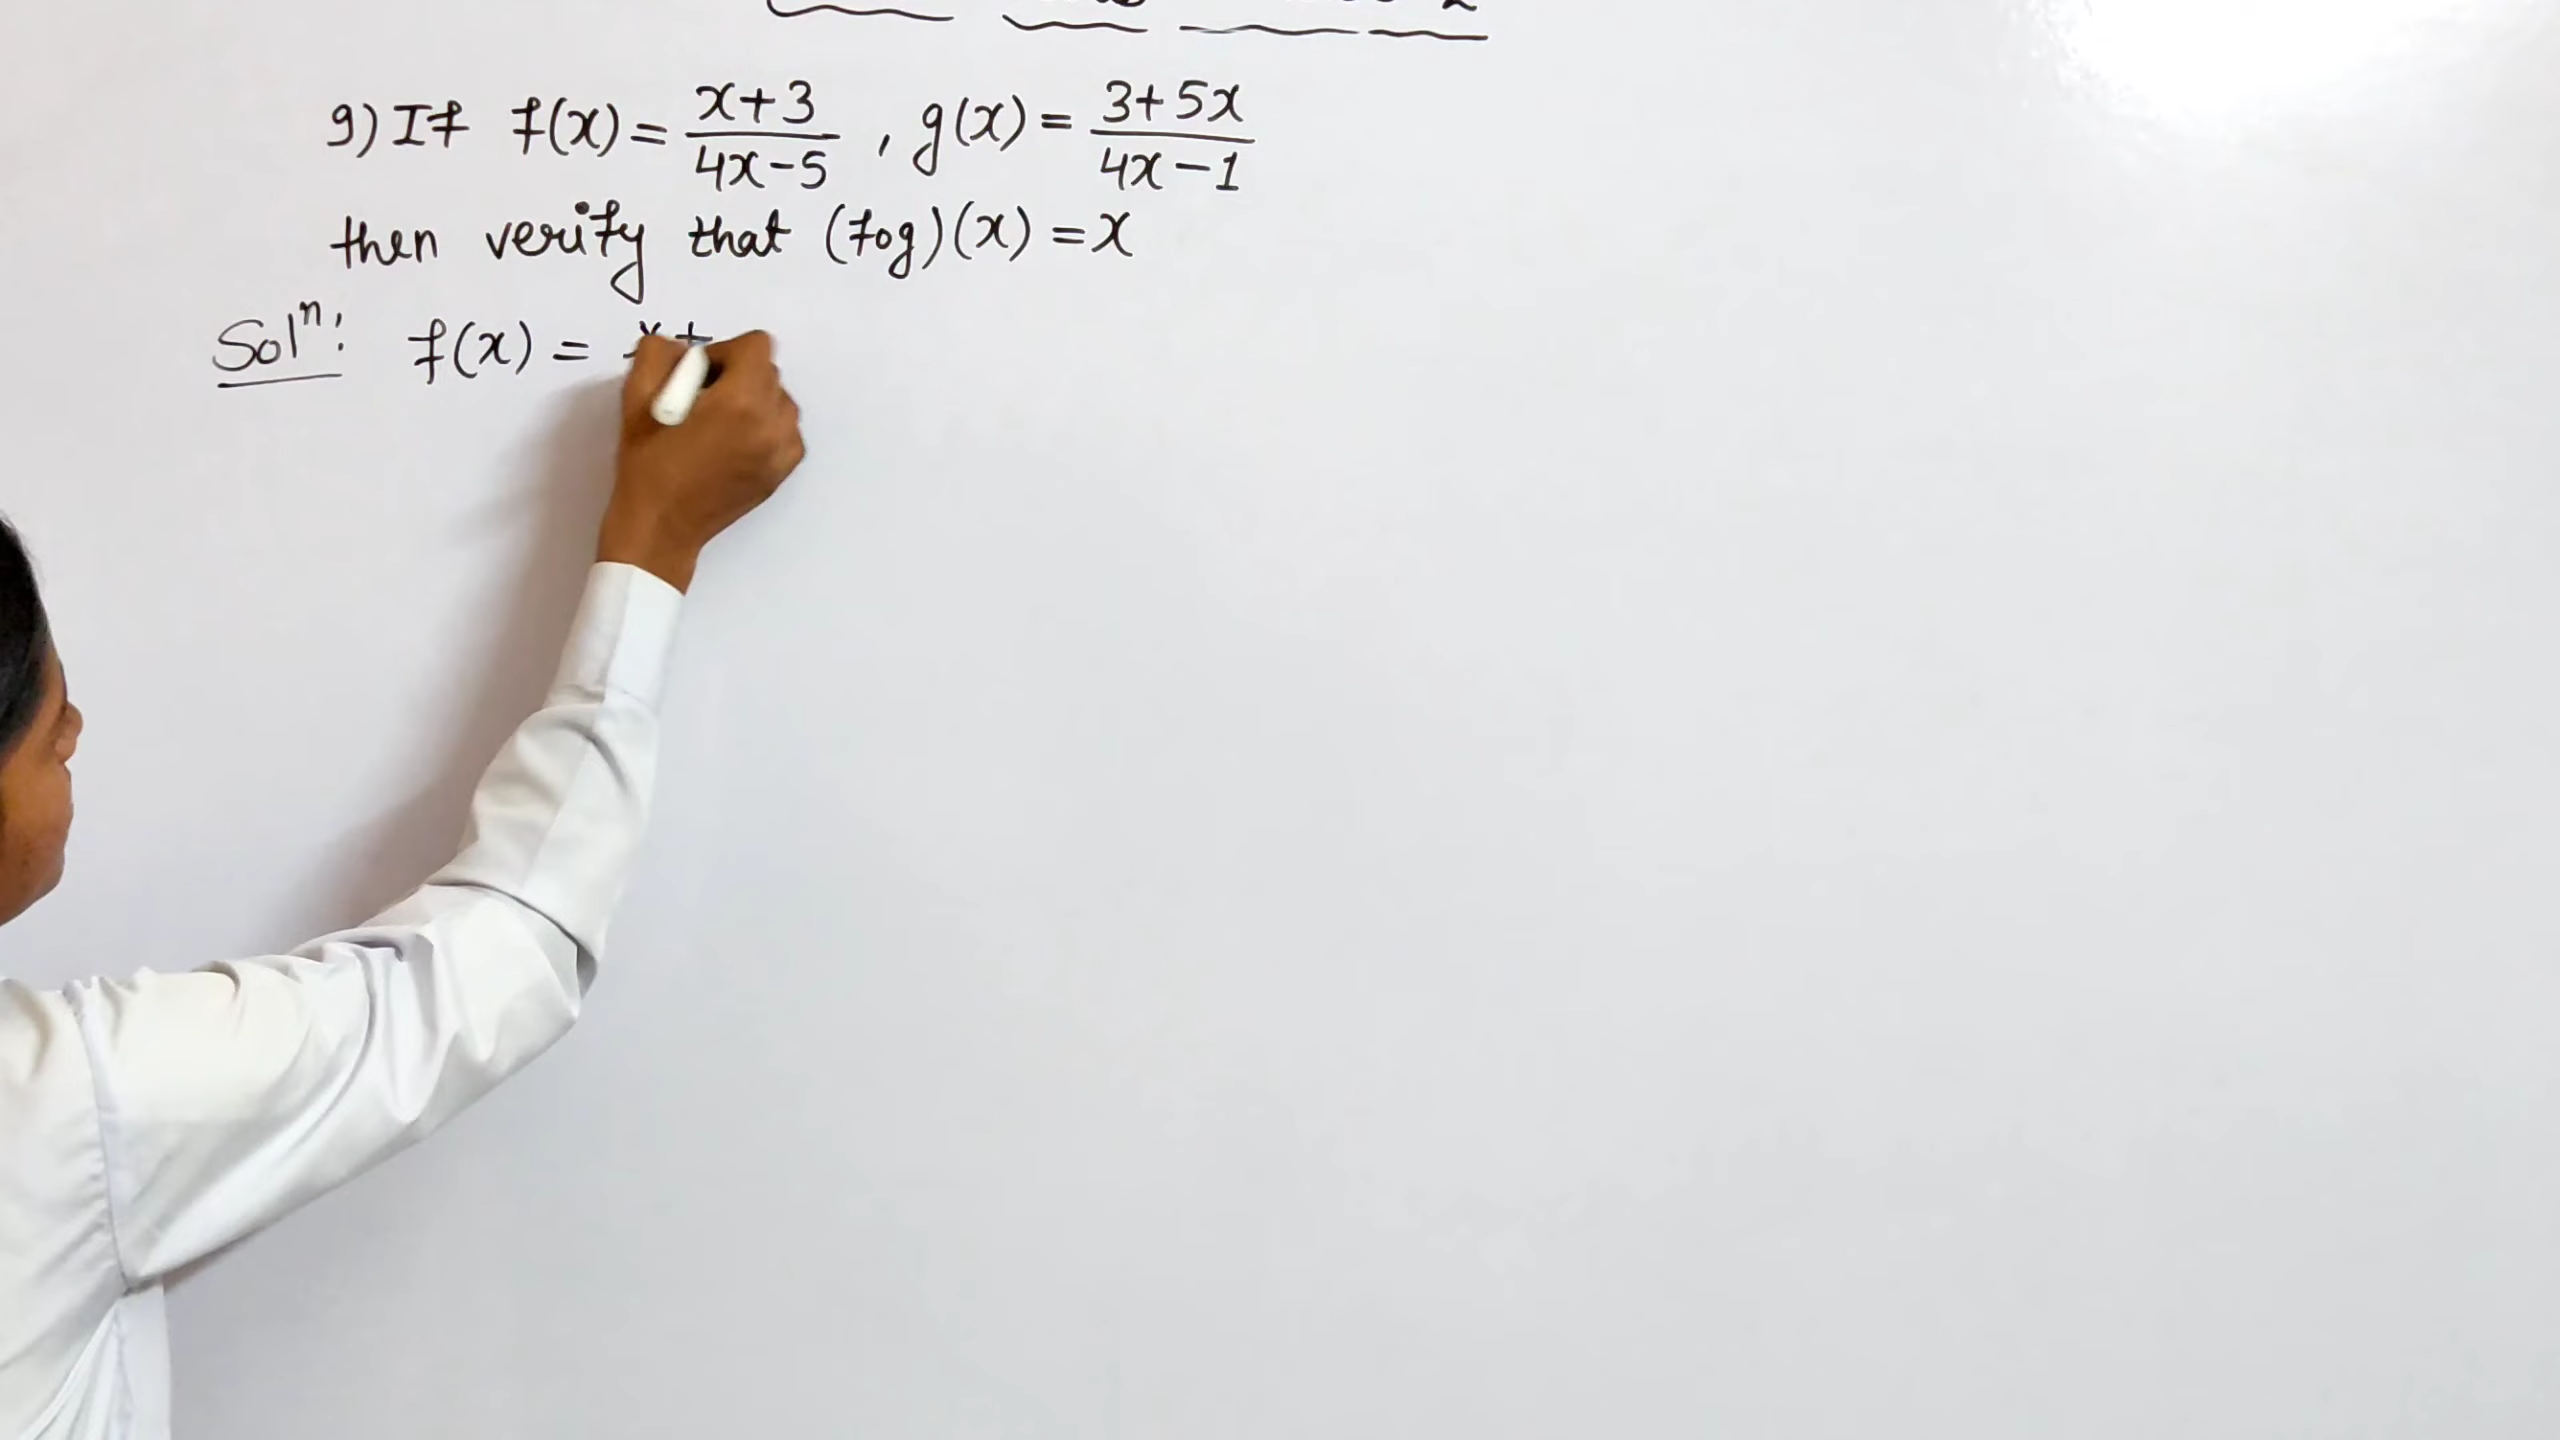 9) If f(x) = x+3/4x-5 , g(x) = 3+5x/4x-1
then verify that (fog)(x) = x
Solⁿ: f(x) = x+